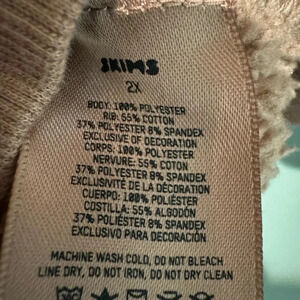 SKIMS
2X
BODY: 100% POLYESTER
RIB: 55% COTTON
37% POLYESTER 8% SPANDEX
EXCLUSIVE OF DECORATION
CORPS: 100% POLYESTER
NERVURE: 55% COTON
37% POLYESTER 8% SPANDEX
EXCLUSIVITÉ DE LA DÉCORATION
CUERPO: 100% POLIÉSTER
COSTILLA: 55% ALGODÓN
37% POLIÉSTER 8% SPANDEX
EXCLUSIVO PARA DECORACIÓN
MACHINE WASH COLD, DO NOT BLEACH
LINE DRY, DO NOT IRON, DO NOT DRY CLEAN